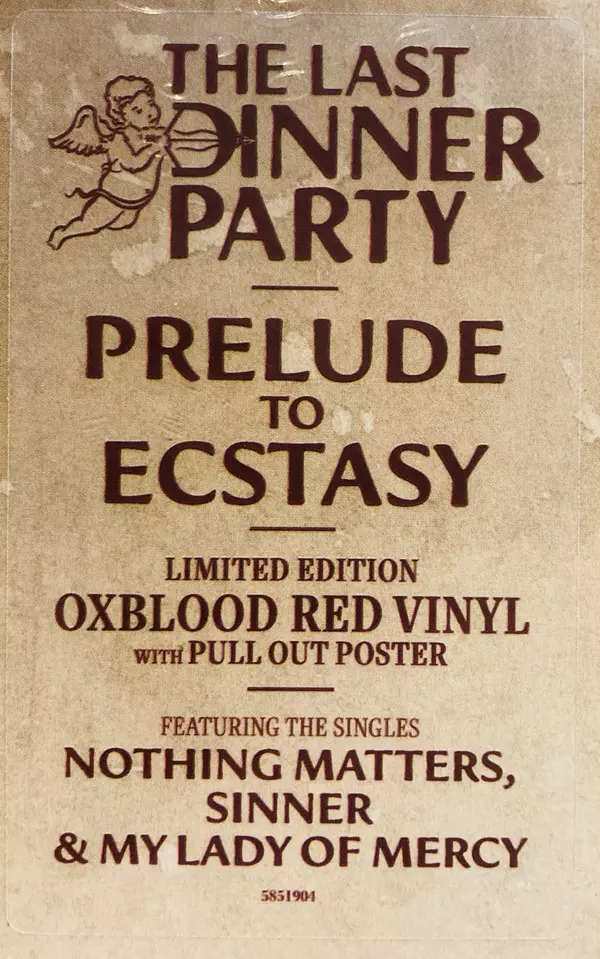 THE LAST
DINNER
PARTY
PRELUDE
TO
ECSTASY
LIMITED EDITION
OXBLOOD RED VINYL
WITH PULL OUT POSTER
FEATURING THE SINGLES
NOTHING MATTERS,
SINNER
& MY LADY OF MERCY
5851904